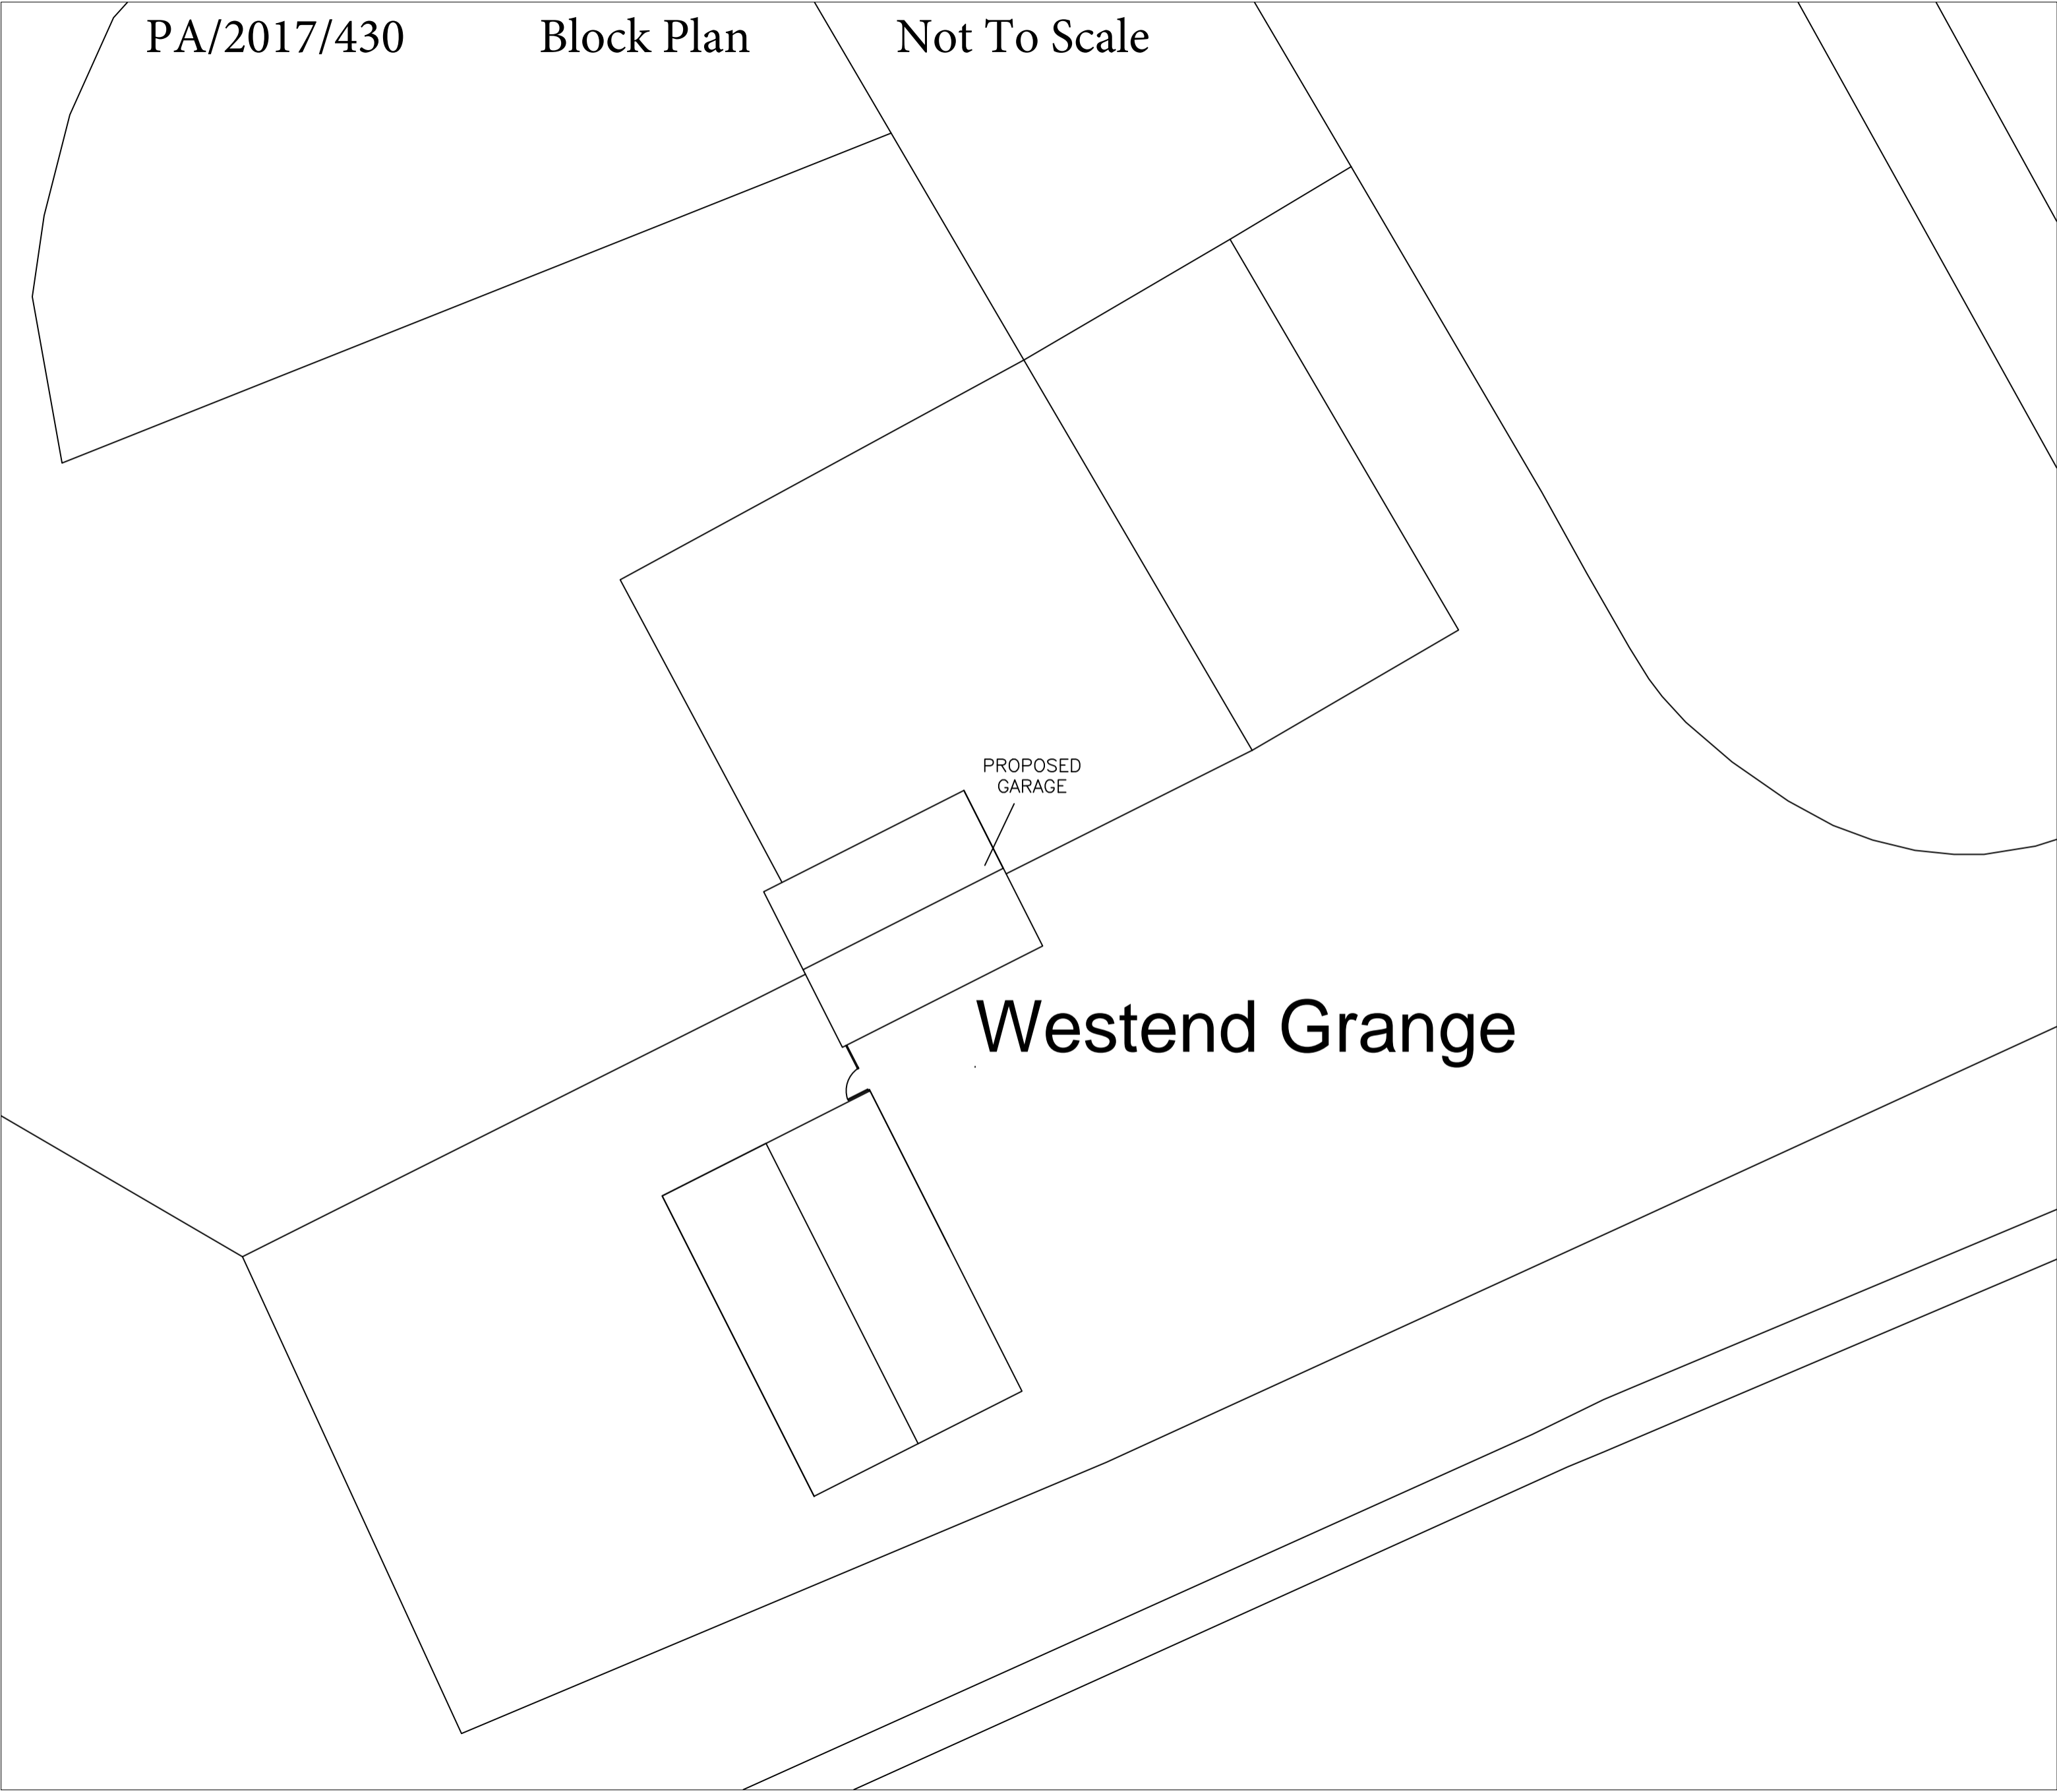 PA/2017/430 Block Plan Not To Scale
PROPOSED
GARAGE
Westend Grange